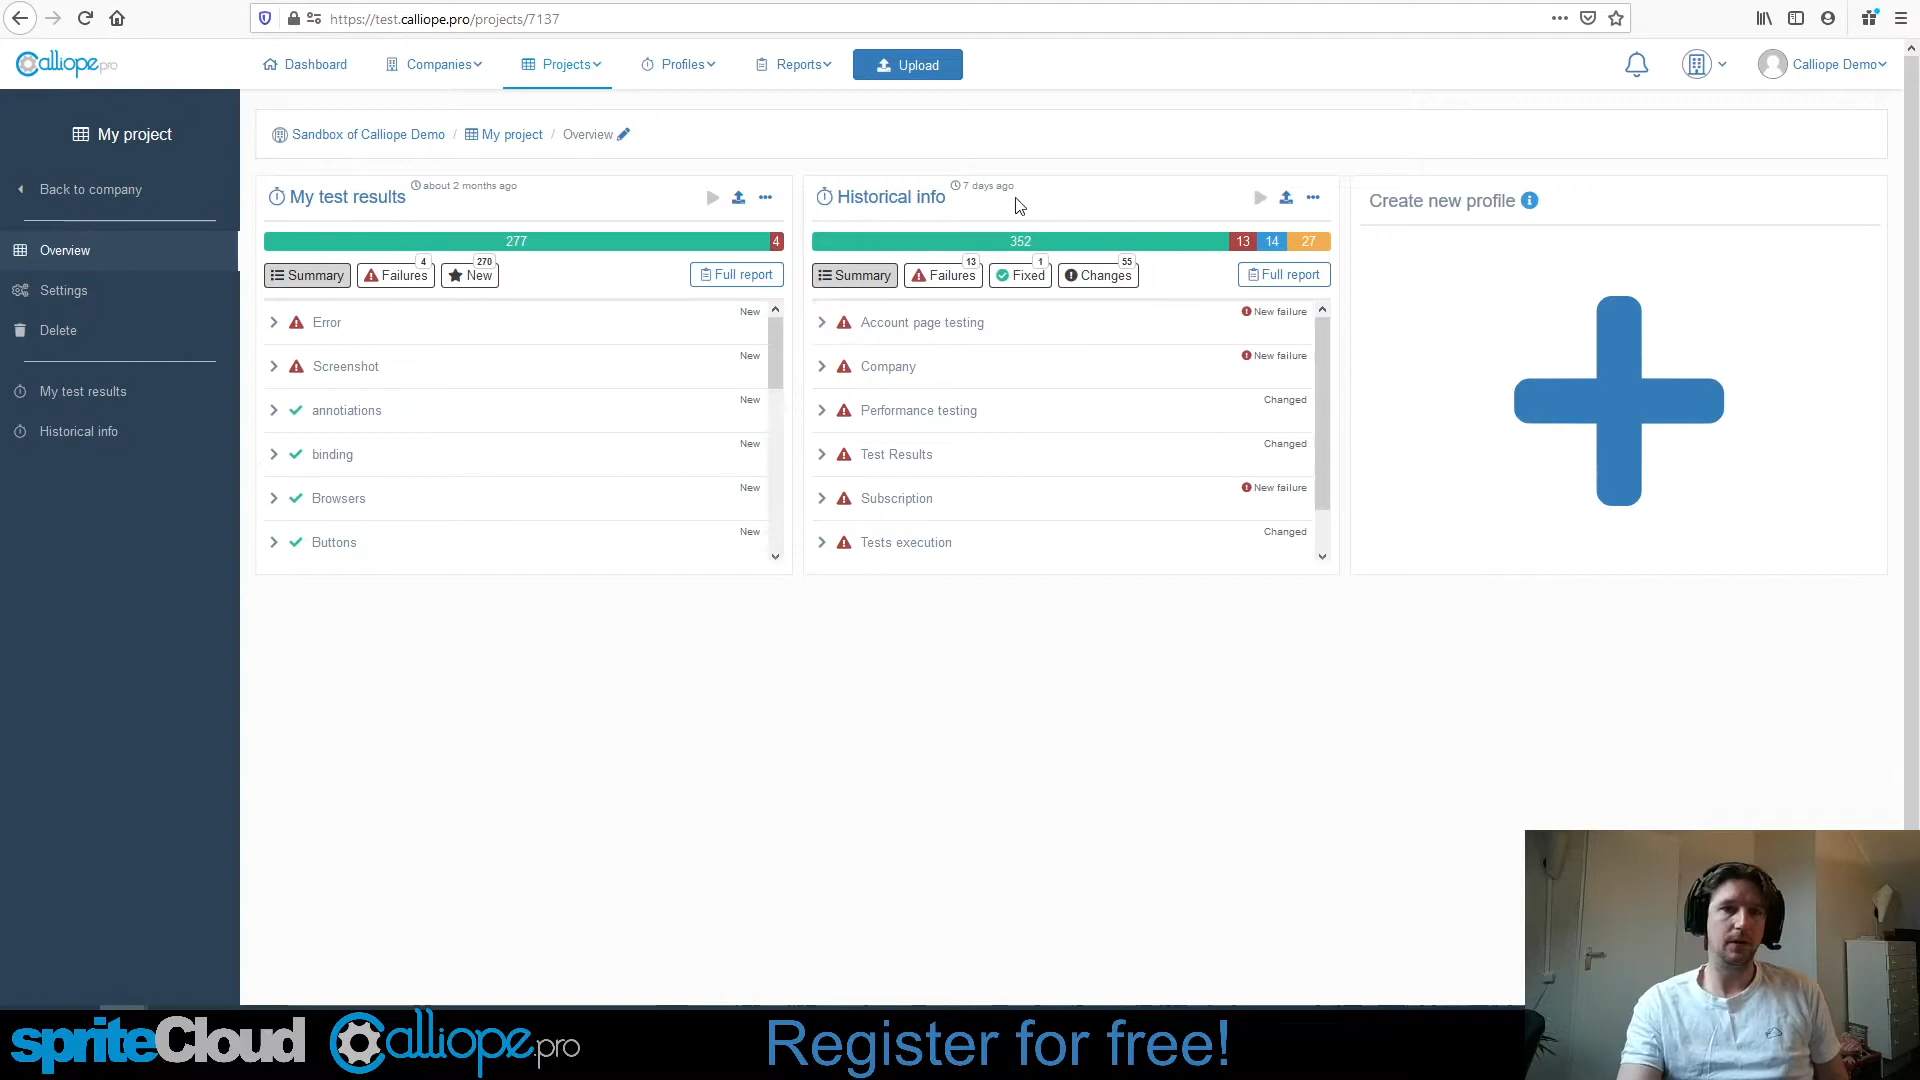 https://test.calliope.pro/projects/7137
Calliope.pro
Dashboard
Companies
Projects
Profiles
Reports
Upload
Calliope Demo
My project
Back to company
Overview
Settings
Delete
My test results
Historical info
Sandbox of Calliope Demo / My project / Overview
My test results about 2 months ago
277 4
Summary Failures 4 New 270 Full report
Error New
Screenshot New
annotiations New
binding New
Browsers New
Buttons New
Historical info 7 days ago
352 13 14 27
Summary Failures 13 Fixed 1 Changes 55 Full report
Account page testing New failure
Company New failure
Performance testing Changed
Test Results Changed
Subscription New failure
Tests execution Changed
Create new profile
spriteCloud Calliope.pro Register for free!